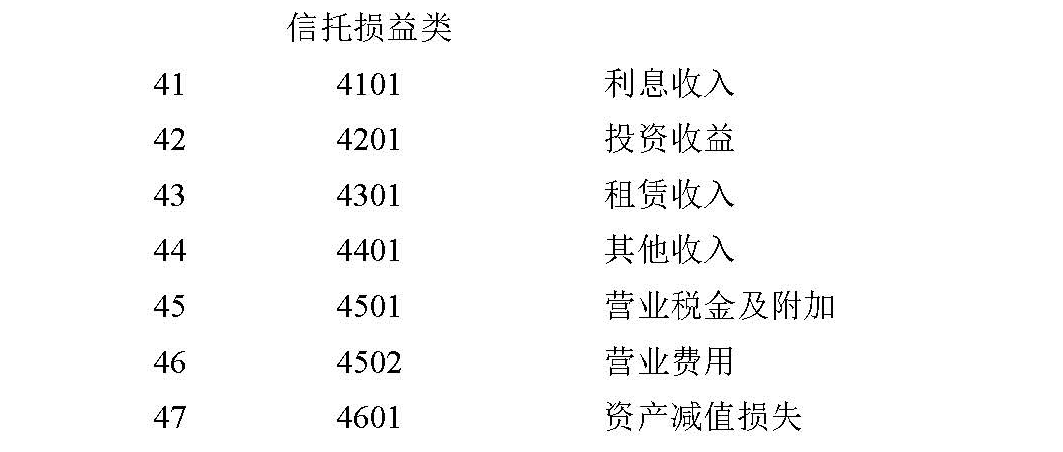 信托损益类
41 4101 利息收入
42 4201 投资收益
43 4301 租赁收入
44 4401 其他收入
45 4501 营业税金及附加
46 4502 营业费用
47 4601 资产减值损失